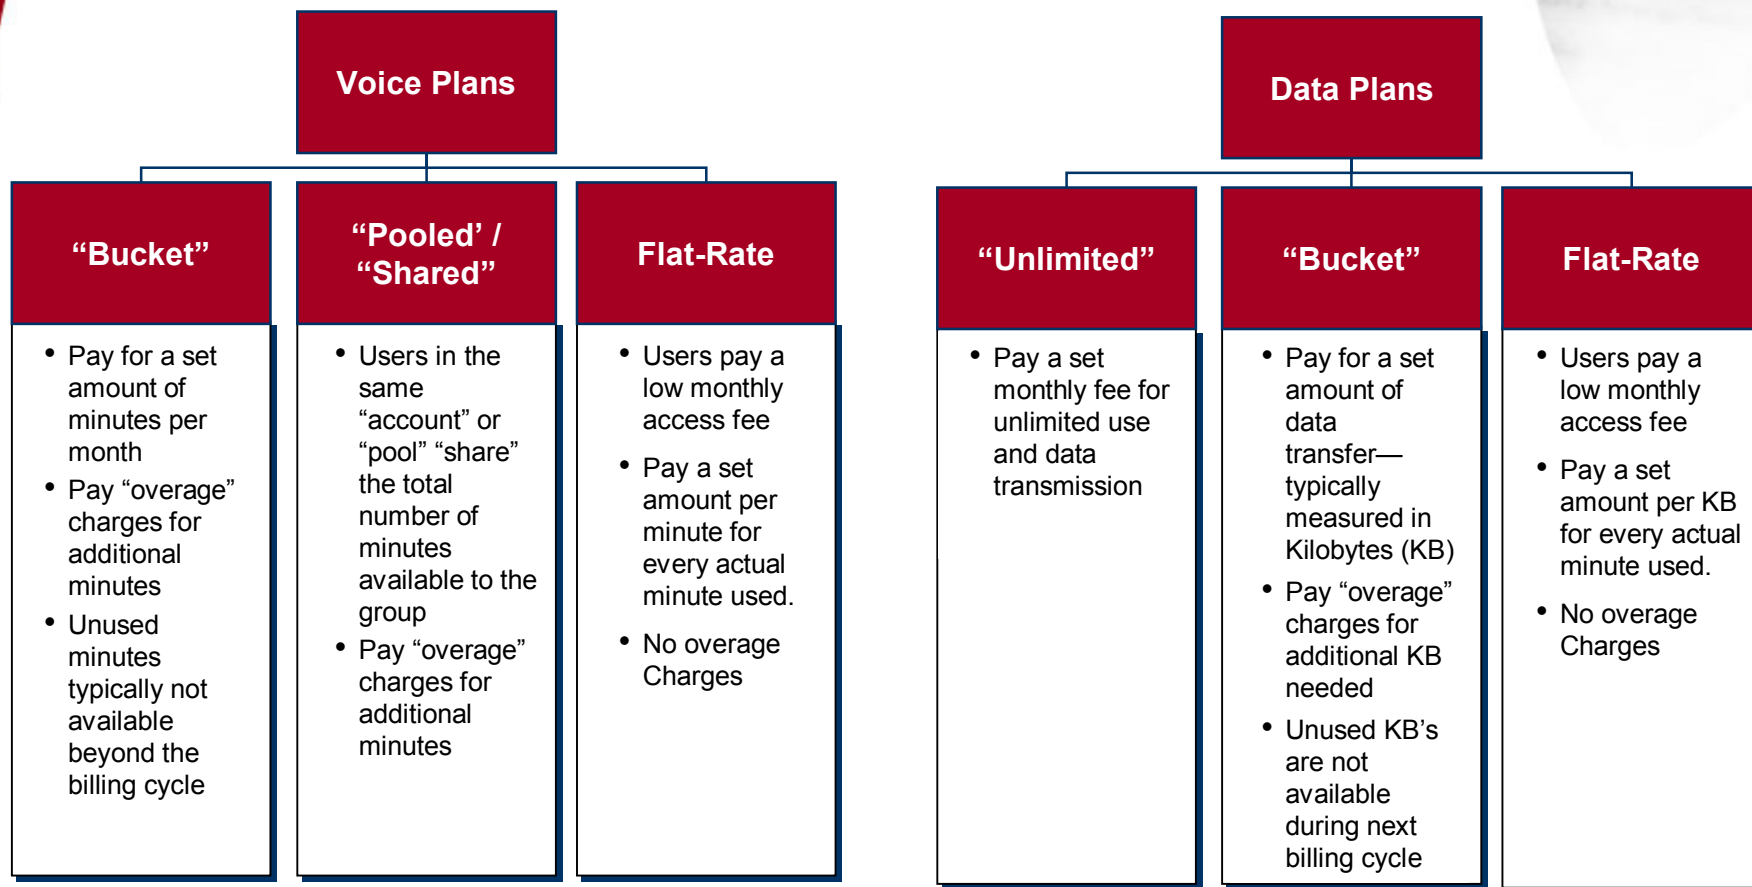 Voice Plans
“Bucket”
• Pay for a set
amount of
minutes per
month
• Pay “overage”
charges for
additional
minutes
• Unused
minutes
typically not
available
beyond the
billing cycle
“Pooled’ /
“Shared”
• Users in the
same
“account” or
“pool” “share”
the total
number of
minutes
available to the
group
• Pay “overage”
charges for
additional
minutes
Flat-Rate
• Users pay a
low monthly
access fee
• Pay a set
amount per
minute for
every actual
minute used.
• No overage
Charges
Data Plans
“Unlimited”
• Pay a set
monthly fee for
unlimited use
and data
transmission
“Bucket”
• Pay for a set
amount of
data
transfer—
typically
measured in
Kilobytes (KB)
• Pay “overage”
charges for
additional KB
needed
• Unused KB’s
are not
available
during next
billing cycle
Flat-Rate
• Users pay a
low monthly
access fee
• Pay a set
amount per KB
for every actual
minute used.
• No overage
Charges